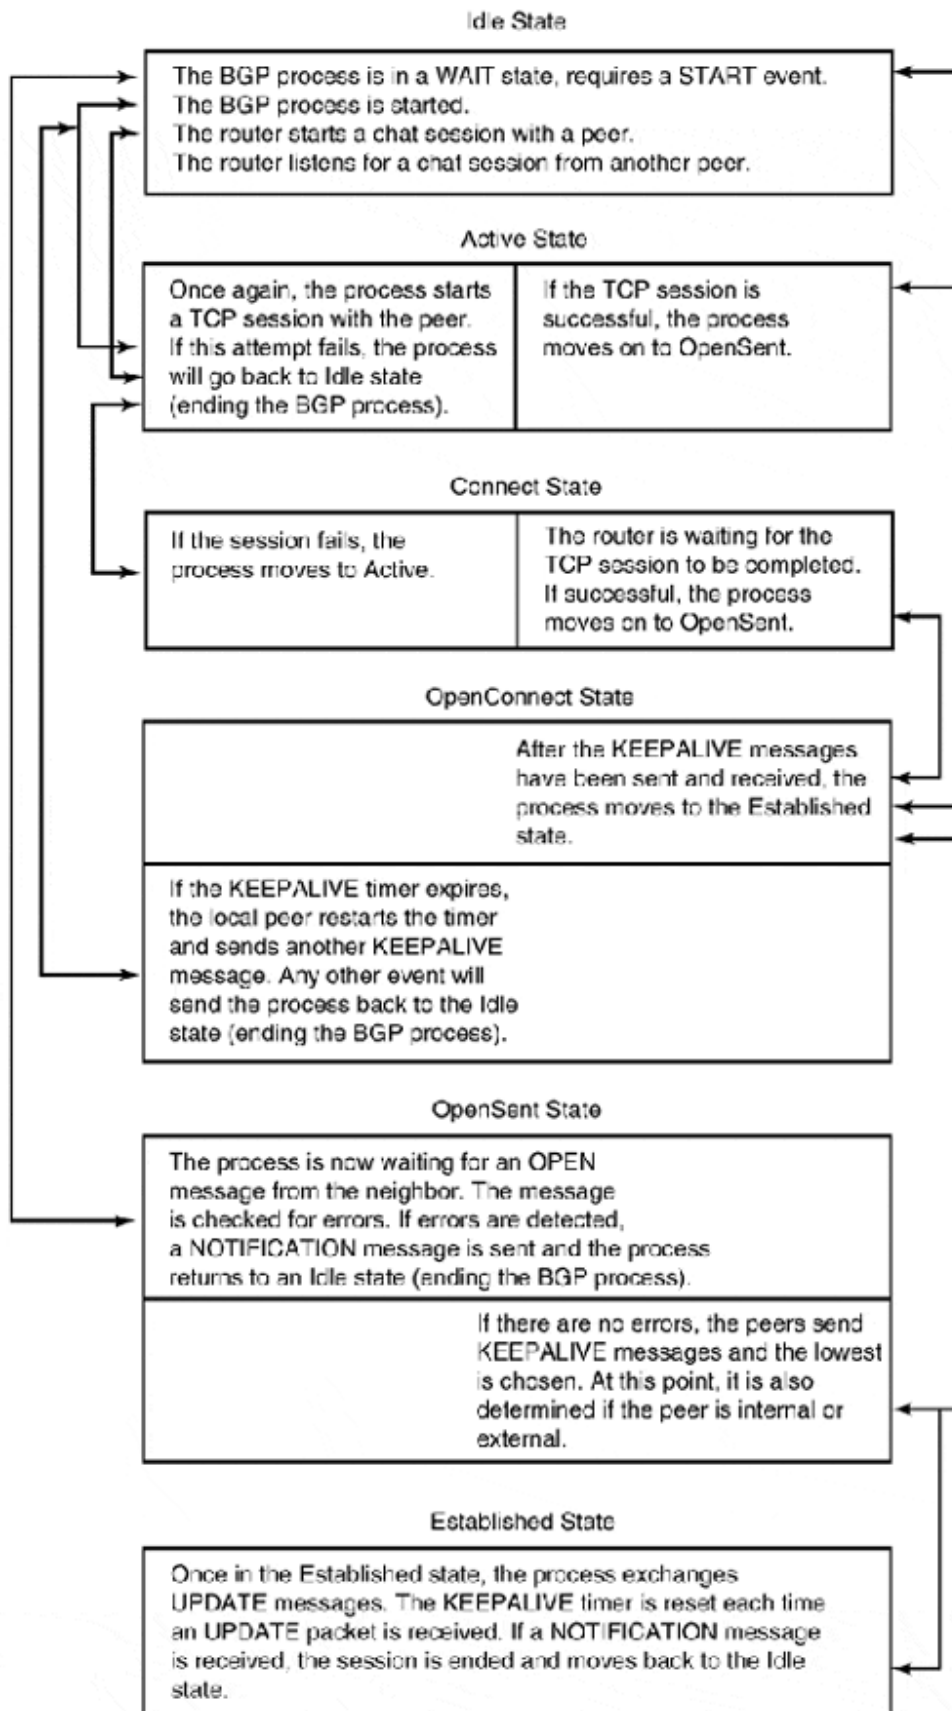 Idle State
The BGP process is in a WAIT state, requires a START event.
The BGP process is started.
The router starts a chat session with a peer.
The router listens for a chat session from another peer.
Active State
Once again, the process starts
a TCP session with the peer.
If this attempt fails, the process
will go back to Idle state
(ending the BGP process).
If the TCP session is
successful, the process
moves on to OpenSent.
Connect State
If the session fails, the
process moves to Active.
The router is waiting for the
TCP session to be completed.
If successful, the process
moves on to OpenSent.
OpenConnect State
After the KEEPALIVE messages
have been sent and received, the
process moves to the Established
state.
If the KEEPALIVE timer expires,
the local peer restarts the timer
and sends another KEEPALIVE
message. Any other event will
send the process back to the Idle
state (ending the BGP process).
OpenSent State
The process is now waiting for an OPEN
message from the neighbor. The message
is checked for errors. If errors are detected,
a NOTIFICATION message is sent and the process
returns to an Idle state (ending the BGP process).
If there are no errors, the peers send
KEEPALIVE messages and the lowest
is chosen. At this point, it is also
determined if the peer is internal or
external.
Established State
Once in the Established state, the process exchanges
UPDATE messages. The KEEPALIVE timer is reset each time
an UPDATE packet is received. If a NOTIFICATION message
is received, the session is ended and moves back to the Idle
state.